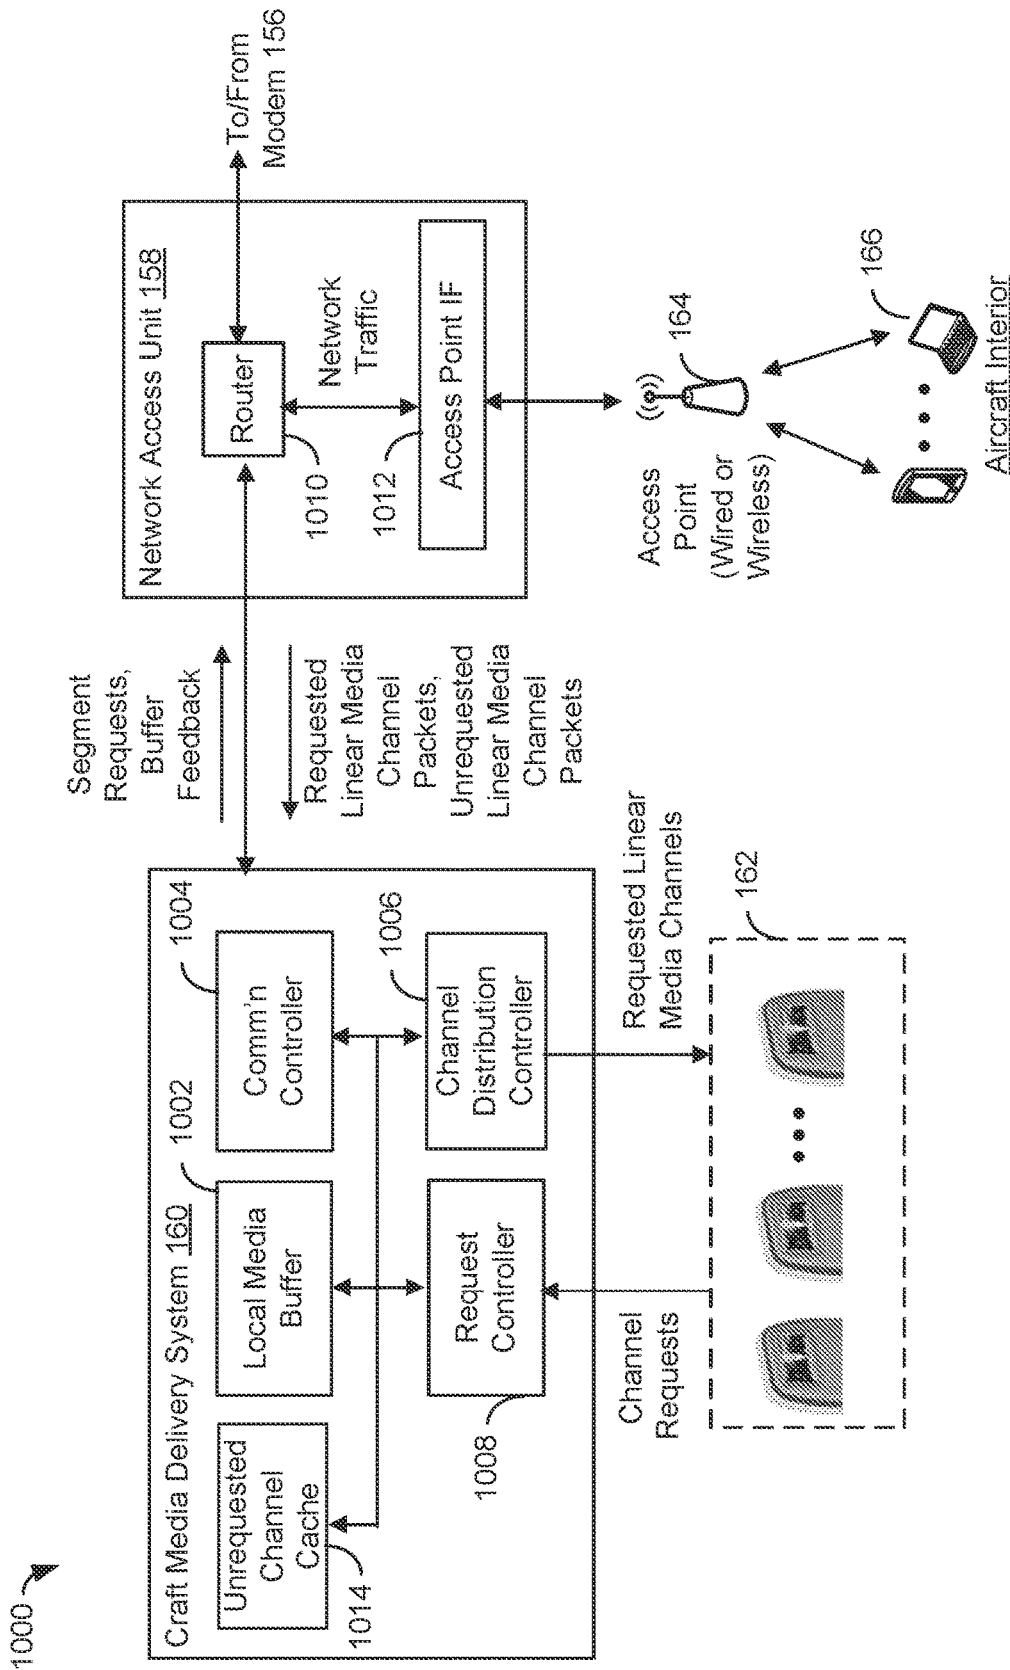 1000
Craft Media Delivery System 160
Unrequested
Channel
Cache
1014
Local Media
Buffer
1002
Comm'n
Controller
1004
Request
Controller
1008
Channel
Distribution
Controller
1006
Channel
Requests
Requested Linear
Media Channels
162
Segment
Requests,
Buffer
Feedback
Requested
Linear Media
Channel
Packets,
Unrequested
Linear Media
Channel
Packets
Network Access Unit 158
Router
1010
Network
Traffic
1012
Access Point IF
To/From
Modem 156
Access
Point
(Wired or
Wireless)
164
166
Aircraft Interior